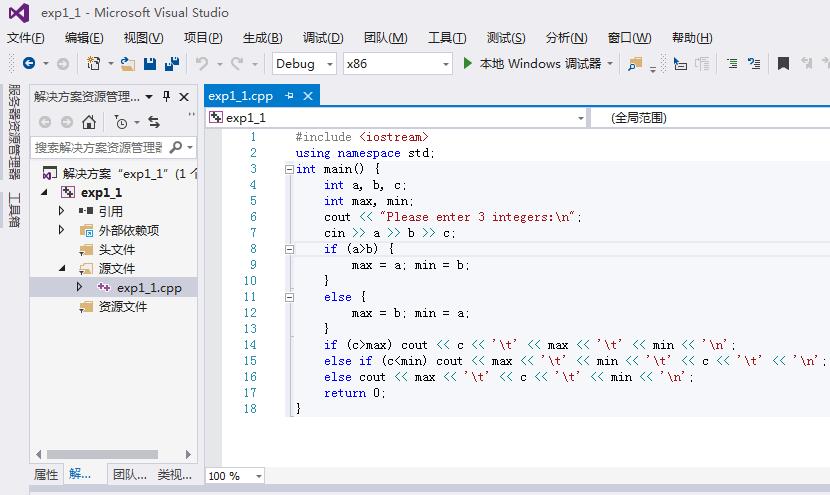 exp1_1 - Microsoft Visual Studio
文件(F) 编辑(E) 视图(V) 项目(P) 生成(B) 调试(D) 团队(M) 工具(T) 测试(S) 分析(N) 窗口(W) 帮助(H)
Debug x86 本地 Windows 调试器
服务器资源管理器
工具箱
解决方案资源管理...
搜索解决方案资源管理器
解决方案 "exp1_1" (1 个
exp1_1
引用
外部依赖项
头文件
源文件
exp1_1.cpp
资源文件
属性 解决... 团队... 类视...
exp1_1.cpp
exp1_1 (全局范围)
1 #include <iostream>
2 using namespace std;
3 int main() {
4 int a, b, c;
5 int max, min;
6 cout << "Please enter 3 integers:\n";
7 cin >> a >> b >> c;
8 if (a>b) {
9 max = a; min = b;
10 }
11 else {
12 max = b; min = a;
13 }
14 if (c>max) cout << c << '\t' << max << '\t' << min << '\n';
15 else if (c<min) cout << max << '\t' << min << '\t' << c << '\t' << '\n';
16 else cout << max << '\t' << c << '\t' << min << '\n';
17 return 0;
18 }
100 %